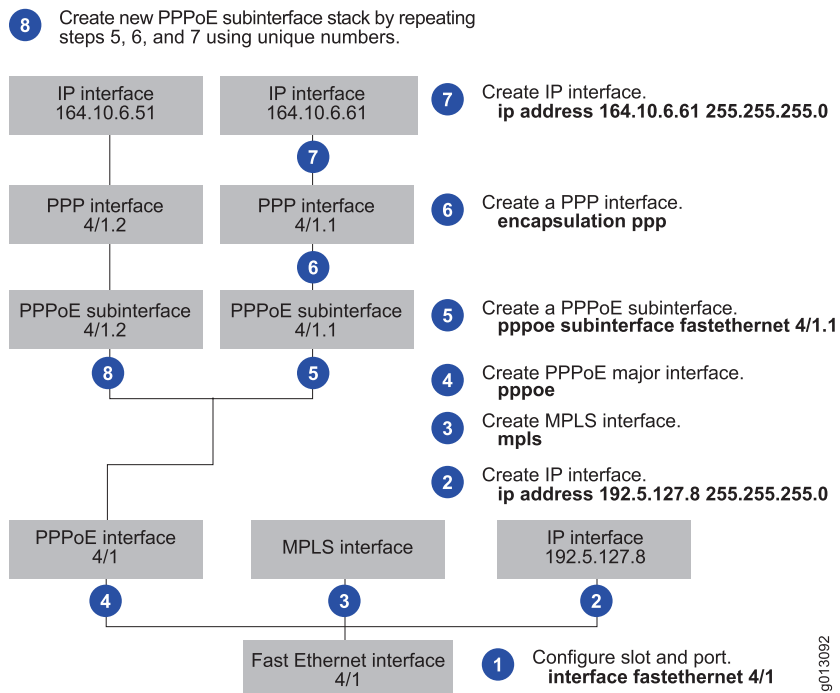 8
Create new PPPoE subinterface stack by repeating
steps 5, 6, and 7 using unique numbers.
IP interface
164.10.6.51
IP interface
164.10.6.61
7
Create IP interface.
ip address 164.10.6.61 255.255.255.0
7
PPP interface
4/1.2
PPP interface
4/1.1
6
Create a PPP interface.
encapsulation ppp
6
PPPoE subinterface
4/1.2
PPPoE subinterface
4/1.1
5
Create a PPPoE subinterface.
pppoe subinterface fastethernet 4/1.1
8
5
4
Create PPPoE major interface.
pppoe
3
Create MPLS interface.
mpls
2
Create IP interface.
ip address 192.5.127.8 255.255.255.0
PPPoE interface
4/1
MPLS interface
IP interface
192.5.127.8
4
3
2
Fast Ethernet interface
4/1
1
Configure slot and port.
interface fastethernet 4/1
g013092